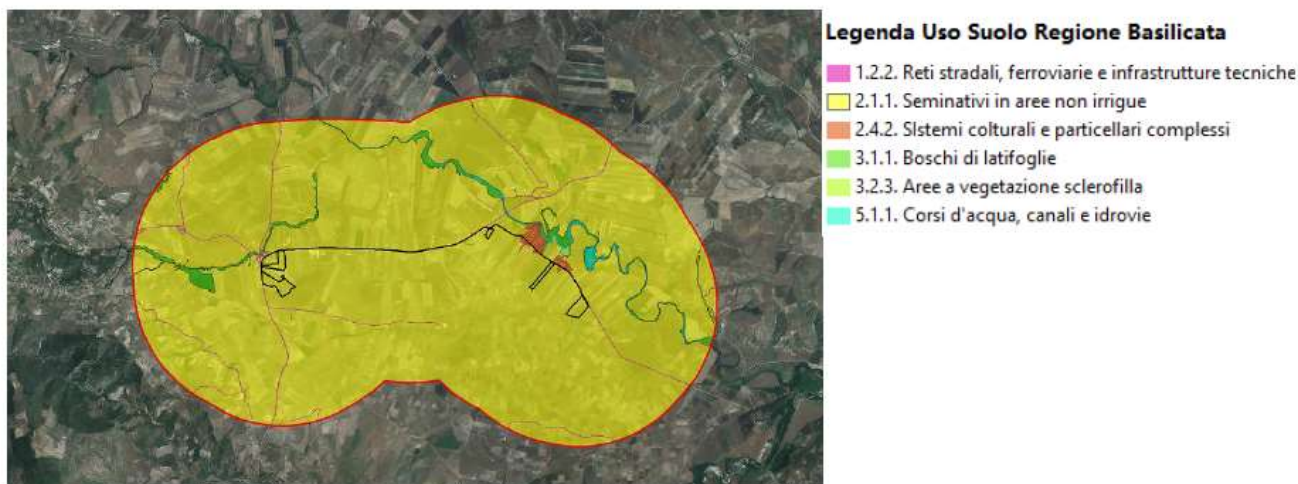 Legenda Uso Suolo Regione Basilicata
1.2.2. Reti stradali, ferroviarie e infrastrutture tecniche
2.1.1. Seminativi in aree non irrigue
2.4.2. SIstemi colturali e particellari complessi
3.1.1. Boschi di latifoglie
3.2.3. Aree a vegetazione sclerofilla
5.1.1. Corsi d'acqua, canali e idrovie